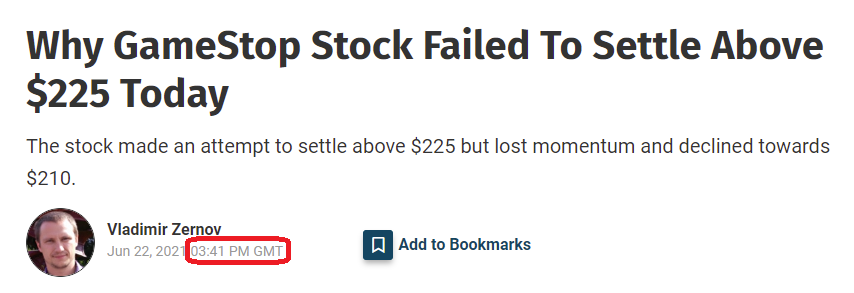 Why GameStop Stock Failed To Settle Above
$225 Today
The stock made an attempt to settle above $225 but lost momentum and declined towards
$210.
Vladimir Zernov
Jun 22, 2021 03:41 PM GMT
Add to Bookmarks